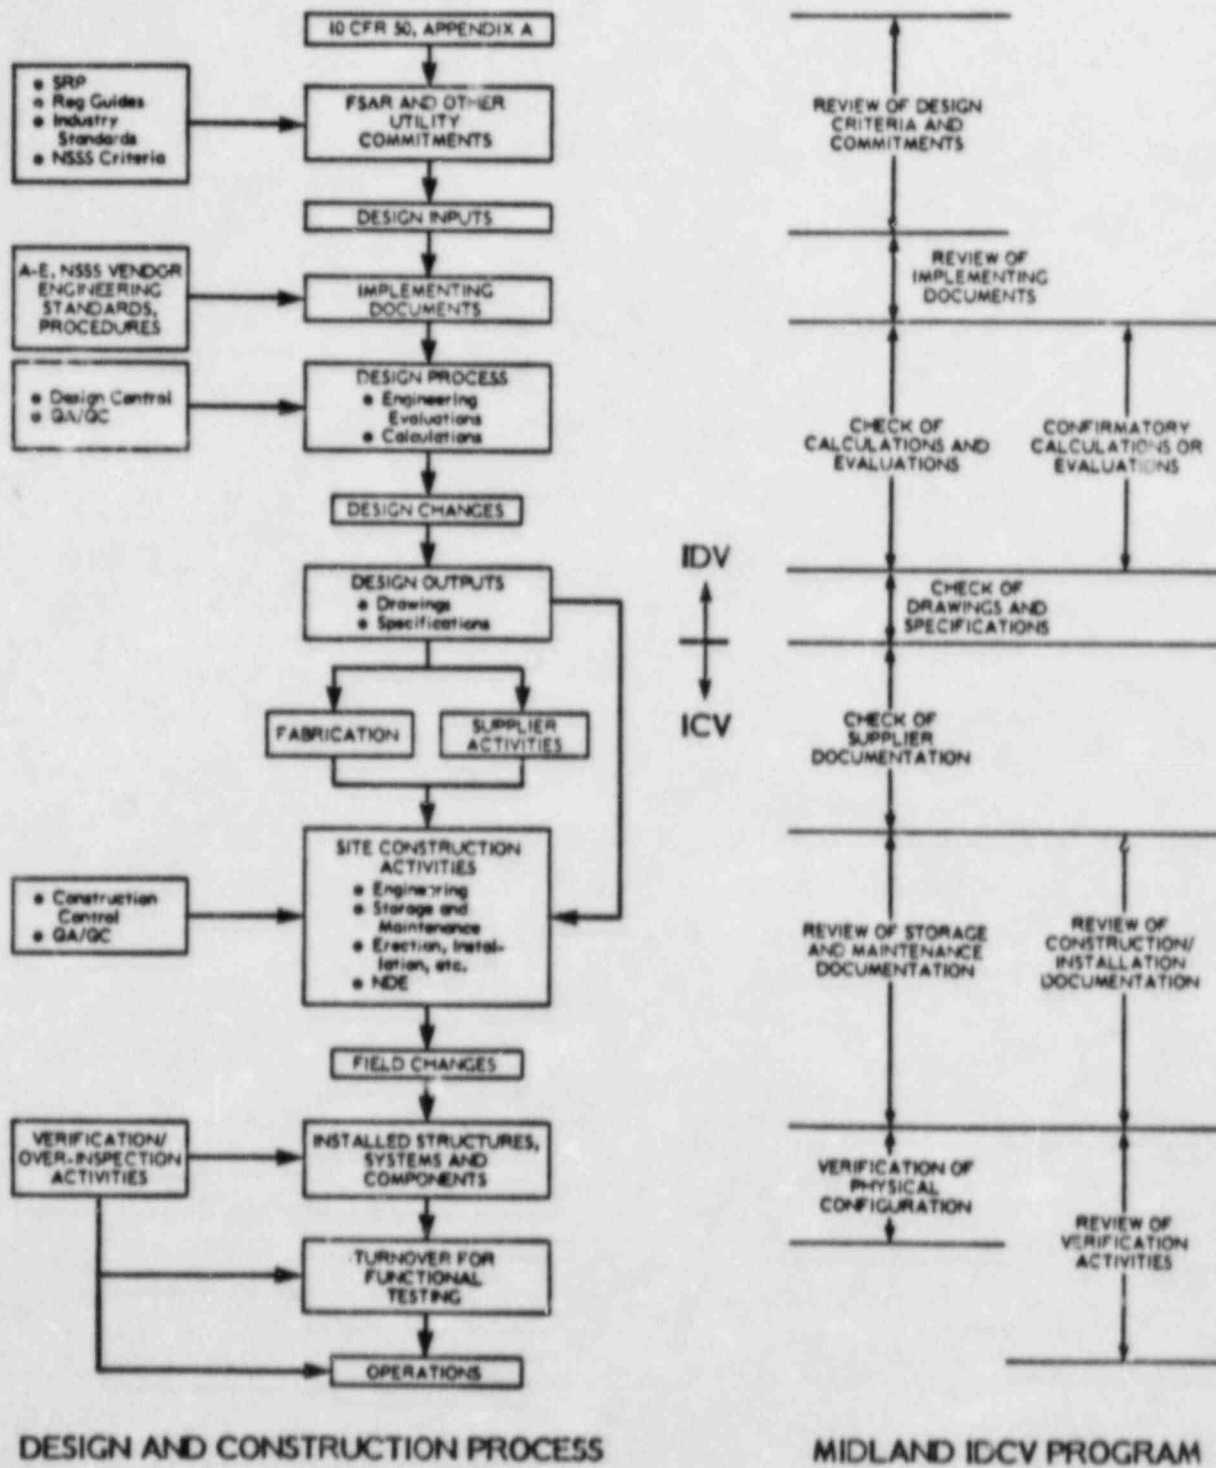 10 CFR 50, APPENDIX A
• SRP
• Reg Guides
• Industry
Standards
• NSSS Criteria
FSAR AND OTHER
UTILITY
COMMITMENTS
DESIGN INPUTS
A-E, NSSS VENDOR
ENGINEERING
STANDARDS,
PROCEDURES
IMPLEMENTING
DOCUMENTS
• Design Control
• QA/QC
DESIGN PROCESS
• Engineering
Evaluations
• Calculations
DESIGN CHANGES
DESIGN OUTPUTS
• Drawings
• Specifications
FABRICATION
SUPPLIER
ACTIVITIES
• Construction
Control
• QA/QC
SITE CONSTRUCTION
ACTIVITIES
• Engineering
• Storage and
Maintenance
• Erection, Instal-
lation, etc.
• NDE
FIELD CHANGES
VERIFICATION/
OVER-INSPECTION
ACTIVITIES
INSTALLED STRUCTURES,
SYSTEMS AND
COMPONENTS
TURNOVER FOR
FUNCTIONAL
TESTING
OPERATIONS
DESIGN AND CONSTRUCTION PROCESS
IDV
ICV
REVIEW OF DESIGN
CRITERIA AND
COMMITMENTS
REVIEW OF
IMPLEMENTING
DOCUMENTS
CHECK OF
CALCULATIONS AND
EVALUATIONS
CONFIRMATORY
CALCULATIONS OR
EVALUATIONS
CHECK OF
DRAWINGS AND
SPECIFICATIONS
CHECK OF
SUPPLIER
DOCUMENTATION
REVIEW OF STORAGE
AND MAINTENANCE
DOCUMENTATION
REVIEW OF
CONSTRUCTION/
INSTALLATION
DOCUMENTATION
VERIFICATION OF
PHYSICAL
CONFIGURATION
REVIEW OF
VERIFICATION
ACTIVITIES
MIDLAND IDCV PROGRAM